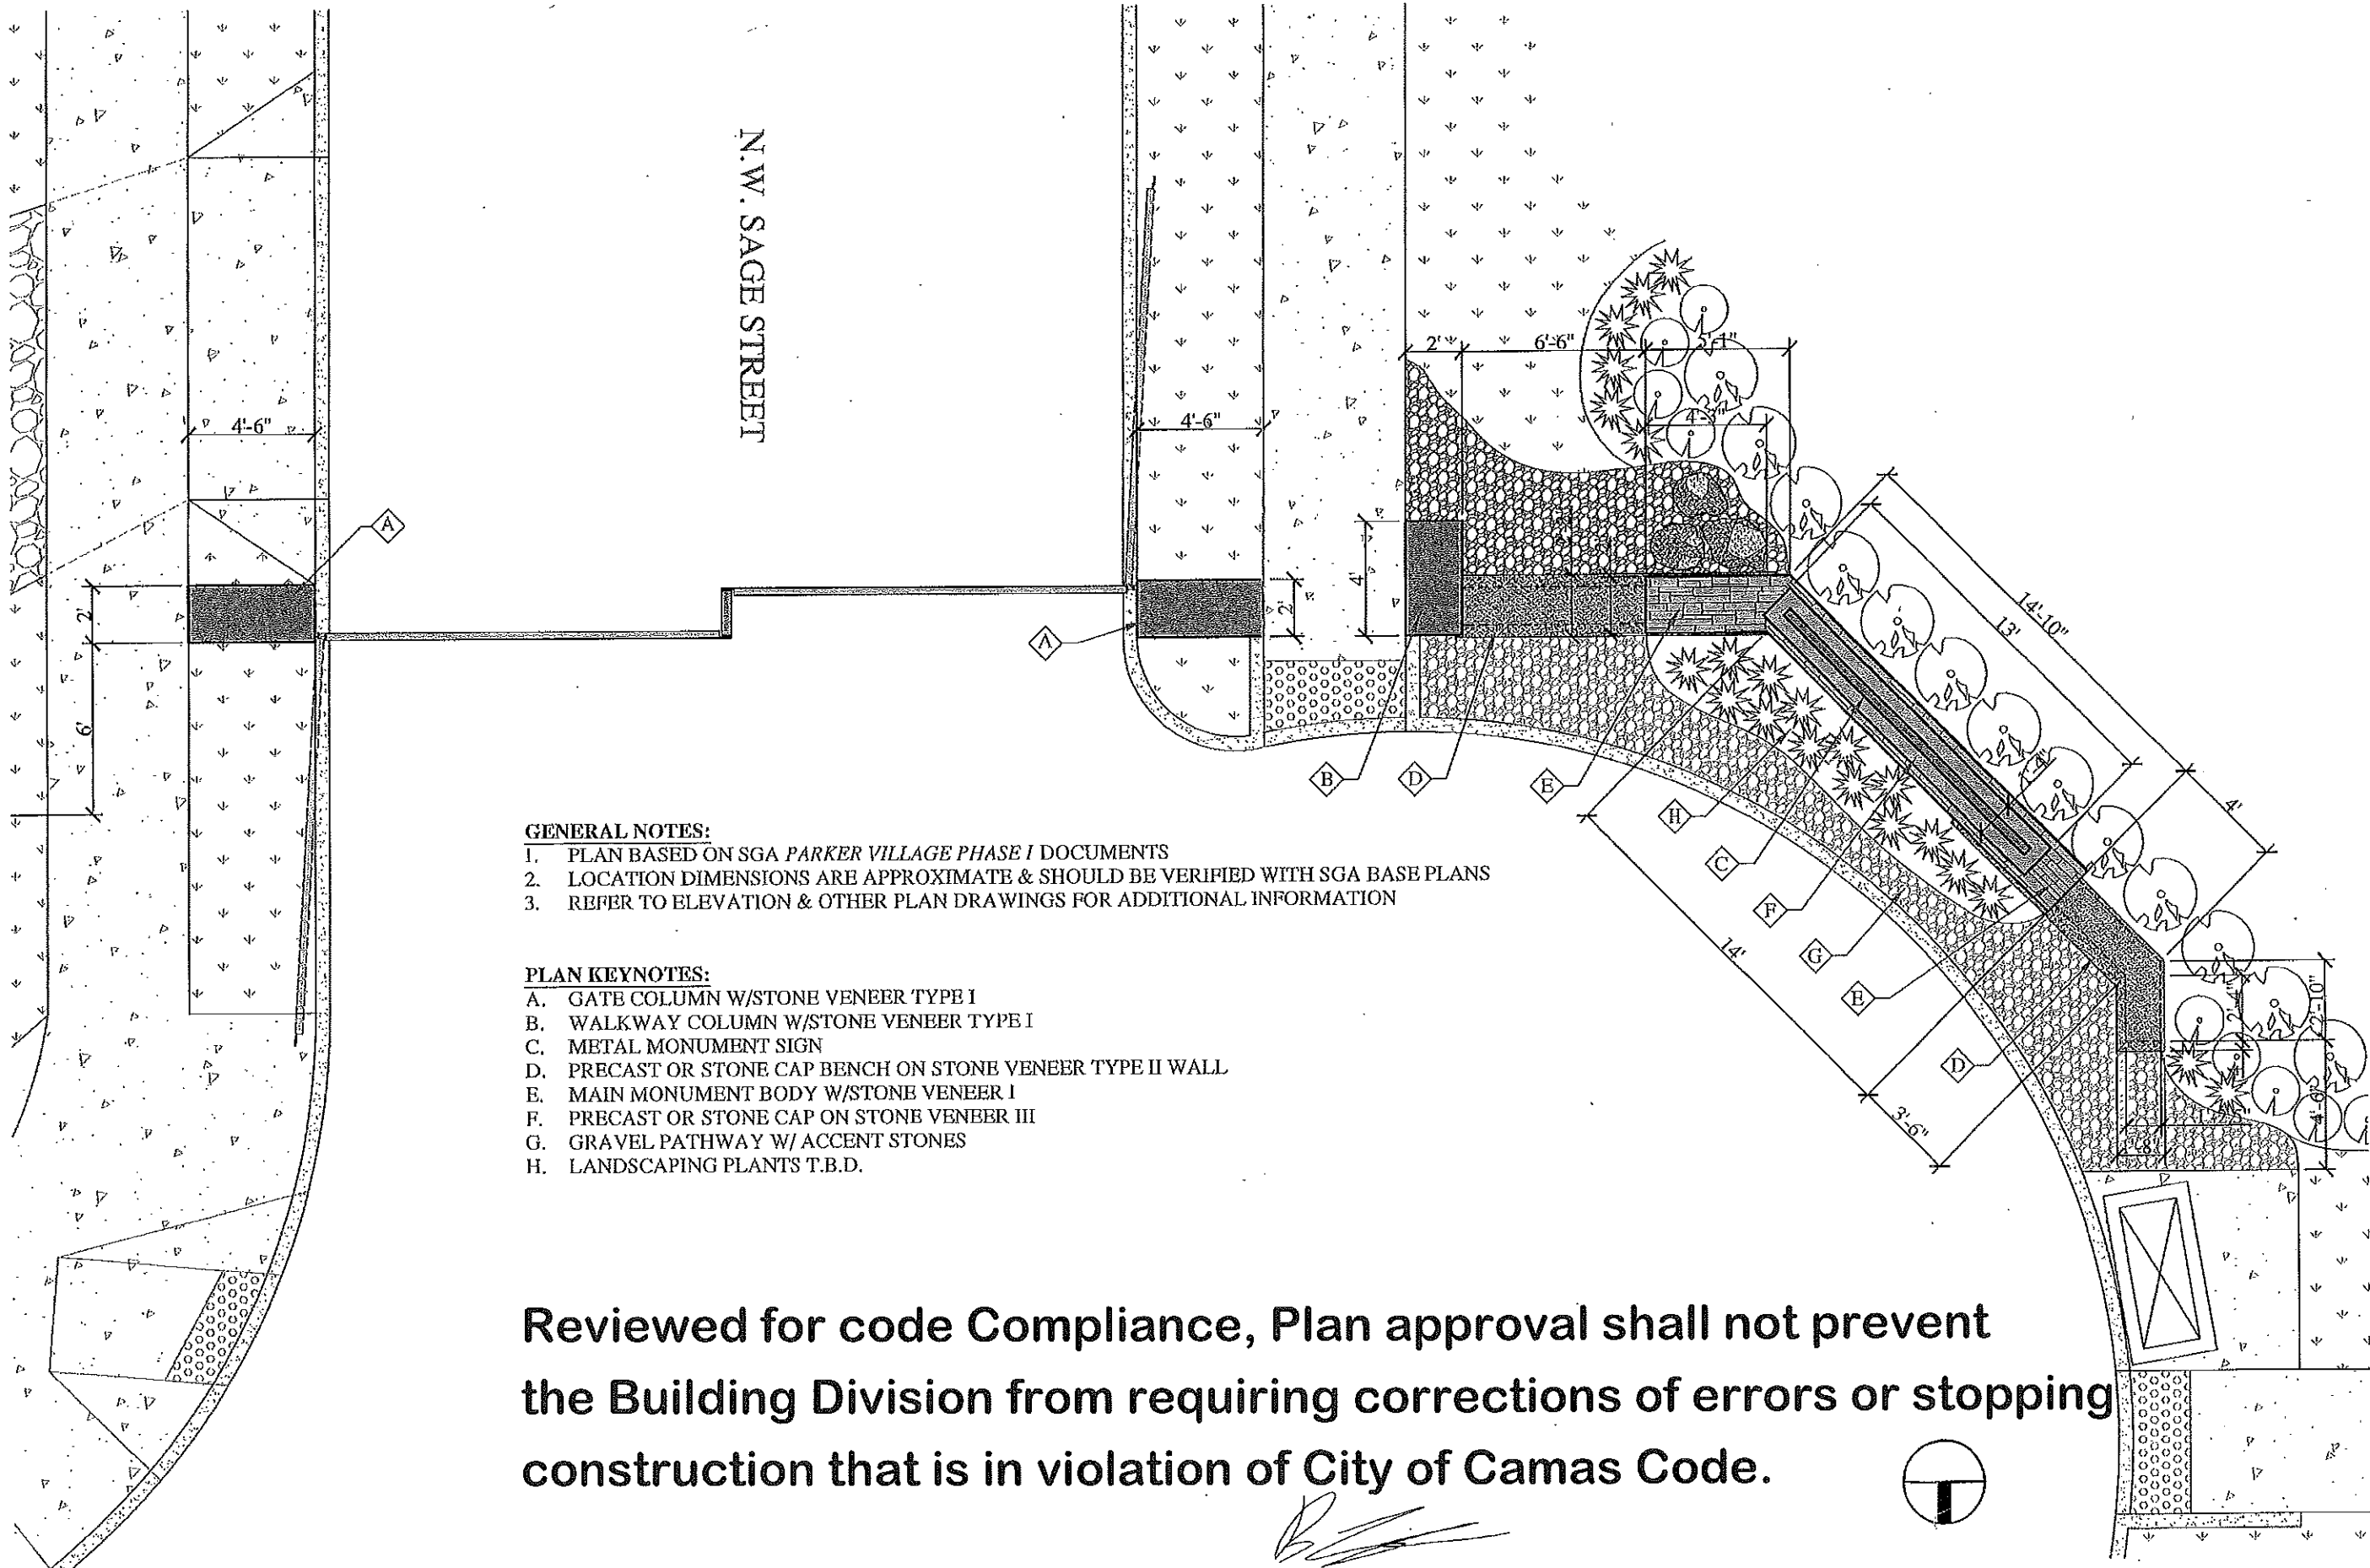 N.W. SAGE STREET
2'
6'-6"
5'-1"
4'-6"
4'-6"
A
2'
6'
A
2'
4'
14'-10"
13'
4'
B
D
E
H
C
F
G
E
D
14'
3'-6"
2'-4"
2'-10"
4'-6"
GENERAL NOTES:
1. PLAN BASED ON SGA PARKER VILLAGE PHASE I DOCUMENTS
2. LOCATION DIMENSIONS ARE APPROXIMATE & SHOULD BE VERIFIED WITH SGA BASE PLANS
3. REFER TO ELEVATION & OTHER PLAN DRAWINGS FOR ADDITIONAL INFORMATION
PLAN KEYNOTES:
A. GATE COLUMN W/STONE VENEER TYPE I
B. WALKWAY COLUMN W/STONE VENEER TYPE I
C. METAL MONUMENT SIGN
D. PRECAST OR STONE CAP BENCH ON STONE VENEER TYPE II WALL
E. MAIN MONUMENT BODY W/STONE VENEER I
F. PRECAST OR STONE CAP ON STONE VENEER III
G. GRAVEL PATHWAY W/ ACCENT STONES
H. LANDSCAPING PLANTS T.B.D.
Reviewed for code Compliance, Plan approval shall not prevent
the Building Division from requiring corrections of errors or stopping
construction that is in violation of City of Camas Code.